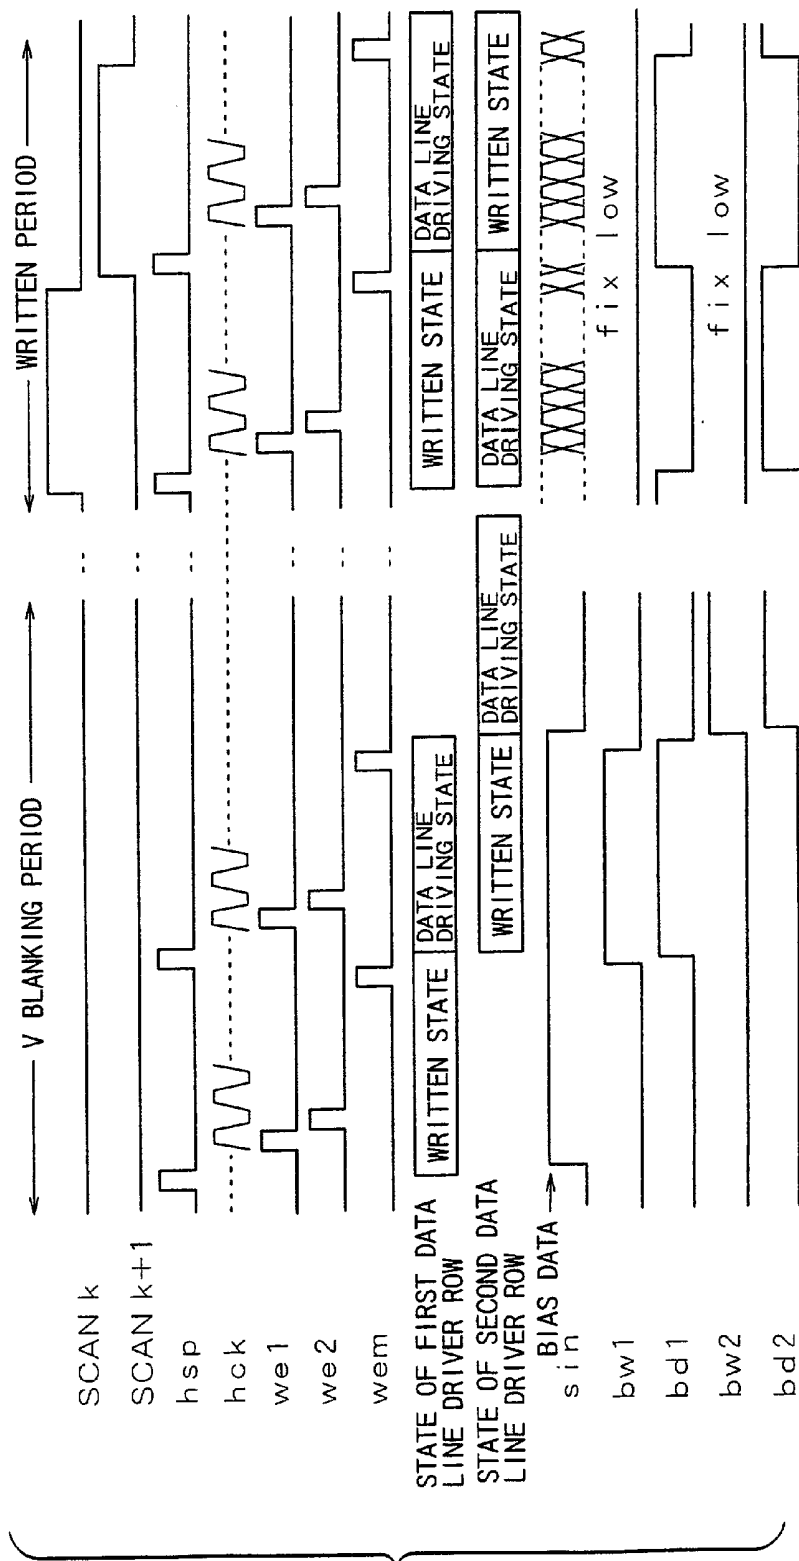 V BLANKING PERIOD
WRITTEN PERIOD
SCAN k
SCAN k+1
hsp
hck
we1
we2
wem
STATE OF FIRST DATA
LINE DRIVER ROW
WRITTEN STATE
DATA LINE
DRIVING STATE
WRITTEN STATE
DATA LINE
DRIVING STATE
STATE OF SECOND DATA
LINE DRIVER ROW
WRITTEN STATE
DATA LINE
DRIVING STATE
DATA LINE
DRIVING STATE
WRITTEN STATE
BIAS DATA
sin
bw1
fix low
bd1
bw2
fix low
bd2